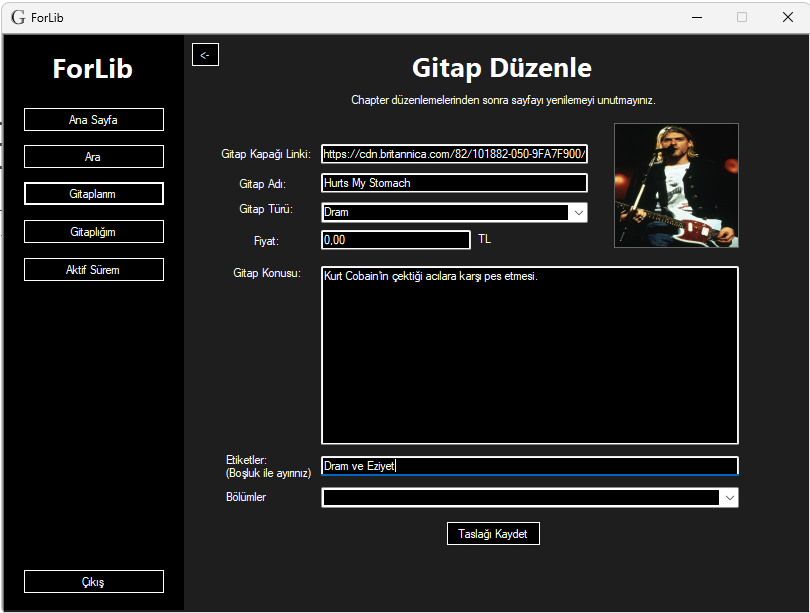 ForLib
ForLib
Ana Sayfa
Ara
Gitaplarım
Gitaplığım
Aktif Sürem
Çıkış
<-
Gitap Düzenle
Chapter düzenlemelerinden sonra sayfayı yenilemeyi unutmayınız.
Gitap Kapağı Linki: https://cdn.britannica.com/82/101882-050-9FA7F900/
Gitap Adı: Hurts My Stomach
Gitap Türü: Dram
Fiyat: 0,00 TL
Gitap Konusu: Kurt Cobain'in çektiği acılara karşı pes etmesi.
Etiketler: Dram ve Eziyet
(Boşluk ile ayırınız)
Bölümler
Taslağı Kaydet